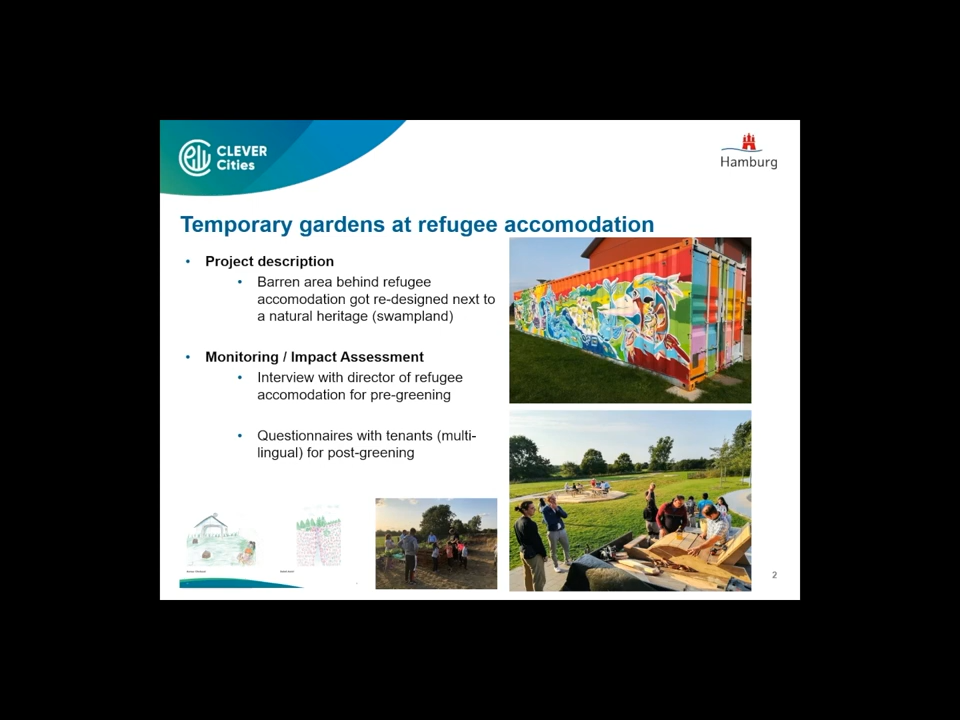 CLEVER
Cities
Hamburg
Temporary gardens at refugee accomodation
• Project description
• Barren area behind refugee
accomodation got re-designed next to
a natural heritage (swampland)
• Monitoring / Impact Assessment
• Interview with director of refugee
accomodation for pre-greening
• Questionnaires with tenants (multi-
lingual) for post-greening
2